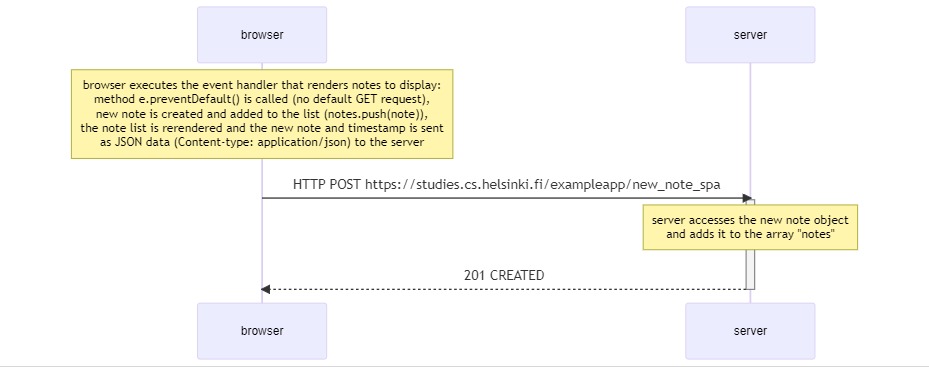 browser
server
browser executes the event handler that renders notes to display:
method e.preventDefault() is called (no default GET request),
new note is created and added to the list (notes.push(note)),
the note list is rerendered and the new note and timestamp is sent
as JSON data (Content-type: application/json) to the server
HTTP POST https://studies.cs.helsinki.fi/exampleapp/new_note_spa
server accesses the new note object
and adds it to the array "notes"
201 CREATED
browser
server